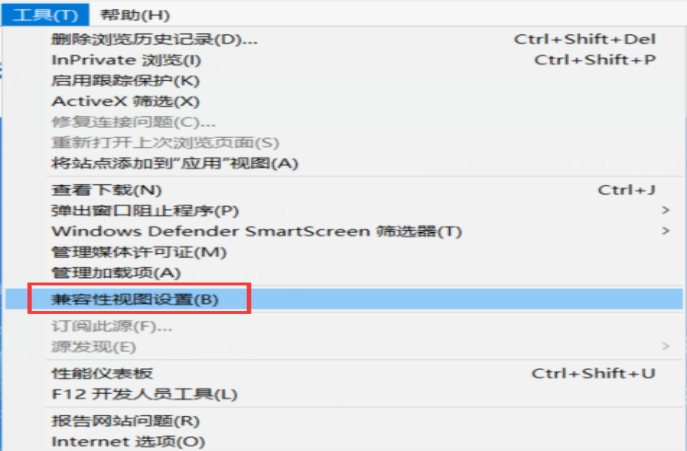 工具(T) 帮助(H)
删除浏览历史记录(D)... Ctrl+Shift+Del
InPrivate 浏览(I) Ctrl+Shift+P
启用跟踪保护(K)
ActiveX 筛选(X)
修复连接问题(C)...
重新打开上次浏览页面(S)
将站点添加到“应用”视图(A)
查看下载(N) Ctrl+J
弹出窗口阻止程序(P) >
Windows Defender SmartScreen 筛选器(T) >
管理媒体许可证(M)
管理加载项(A)
兼容性视图设置(B)
订阅此源(F)...
源发现(E) >
性能仪表板 Ctrl+Shift+U
F12 开发人员工具(L)
报告网站问题(R)
Internet 选项(O)